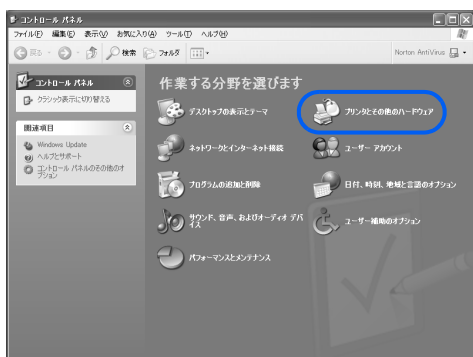 コントロール パネル
ファイル(F) 編集(E) 表示(V) お気に入り(A) ツール(T) ヘルプ(H)
戻る 検索 フォルダ Norton AntiVirus
コントロール パネル
クラシック表示に切り替える
関連項目
Windows Update
ヘルプとサポート
コントロール パネルのその他のオプション
作業する分野を選びます
デスクトップの表示とテーマ
プリンタとその他のハードウェア
ネットワークとインターネット接続
ユーザー アカウント
プログラムの追加と削除
日付、時刻、地域と言語のオプション
サウンド、音声、およびオーディオ デバ
イス
ユーザー補助のオプション
パフォーマンスとメンテナンス